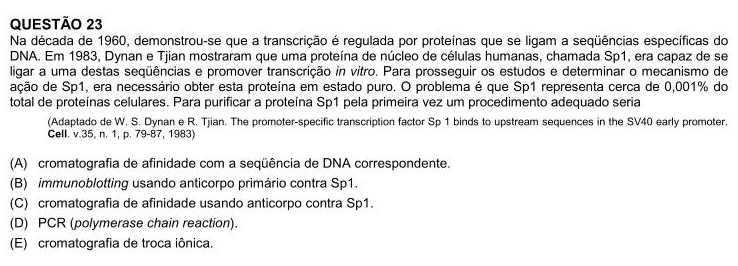 QUESTÃO 23
Na década de 1960, demonstrou-se que a transcrição é regulada por proteínas que se ligam a seqüências específicas do
DNA. Em 1983, Dynan e Tjian mostraram que uma proteína de núcleo de células humanas, chamada Sp1, era capaz de se
ligar a uma destas seqüências e promover transcrição in vitro. Para prosseguir os estudos e determinar o mecanismo de
ação de Sp1, era necessário obter esta proteína em estado puro. O problema é que Sp1 representa cerca de 0,001% do
total de proteínas celulares. Para purificar a proteína Sp1 pela primeira vez um procedimento adequado seria
(Adaptado de W. S. Dynan e R. Tjian. The promoter-specific transcription factor Sp 1 binds to upstream sequences in the SV40 early promoter.
Cell. v.35, n. 1, p. 79-87, 1983)
(A) cromatografia de afinidade com a seqüência de DNA correspondente.
(B) immunoblotting usando anticorpo primário contra Sp1.
(C) cromatografia de afinidade usando anticorpo contra Sp1.
(D) PCR (polymerase chain reaction).
(E) cromatografia de troca iônica.